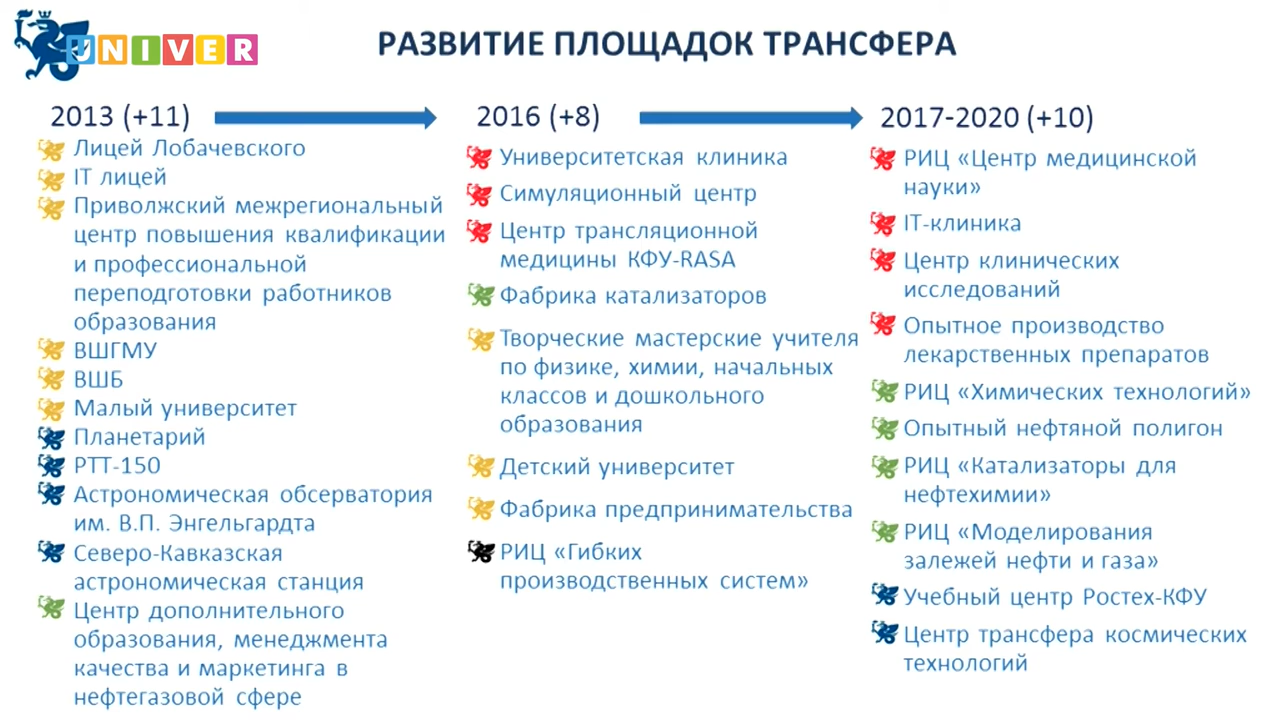 UNIVER
РАЗВИТИЕ ПЛОЩАДОК ТРАНСФЕРА
2013 (+11)
Лицей Лобачевского
IT лицей
Приволжский межрегиональный
центр повышения квалификации
и профессиональной
переподготовки работников
образования
ВШГМУ
ВШБ
Малый университет
Планетарий
РТТ-150
Астрономическая обсерватория
им. В.П. Энгельгардта
Северо-Кавказская
астрономическая станция
Центр дополнительного
образования, менеджмента
качества и маркетинга в
нефтегазовой сфере
2016 (+8)
Университетская клиника
Симуляционный центр
Центр трансляционной
медицины КФУ-RASA
Фабрика катализаторов
Творческие мастерские учителя
по физике, химии, начальных
классов и дошкольного
образования
Детский университет
Фабрика предпринимательства
РИЦ «Гибких
производственных систем»
2017-2020 (+10)
РИЦ «Центр медицинской
науки»
IT-клиника
Центр клинических
исследований
Опытное производство
лекарственных препаратов
РИЦ «Химических технологий»
Опытный нефтяной полигон
РИЦ «Катализаторы для
нефтехимии»
РИЦ «Моделирования
залежей нефти и газа»
Учебный центр Ростех-КФУ
Центр трансфера космических
технологий